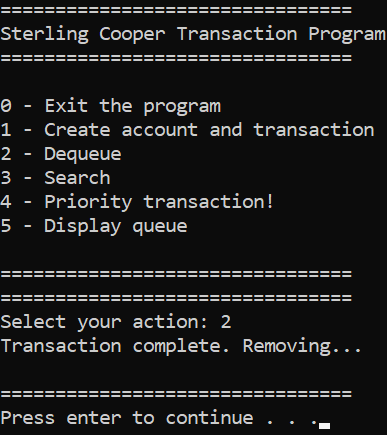 ================================
Sterling Cooper Transaction Program
================================
0 - Exit the program
1 - Create account and transaction
2 - Dequeue
3 - Search
4 - Priority transaction!
5 - Display queue
================================
================================
Select your action: 2
Transaction complete. Removing...
================================
Press enter to continue . . .